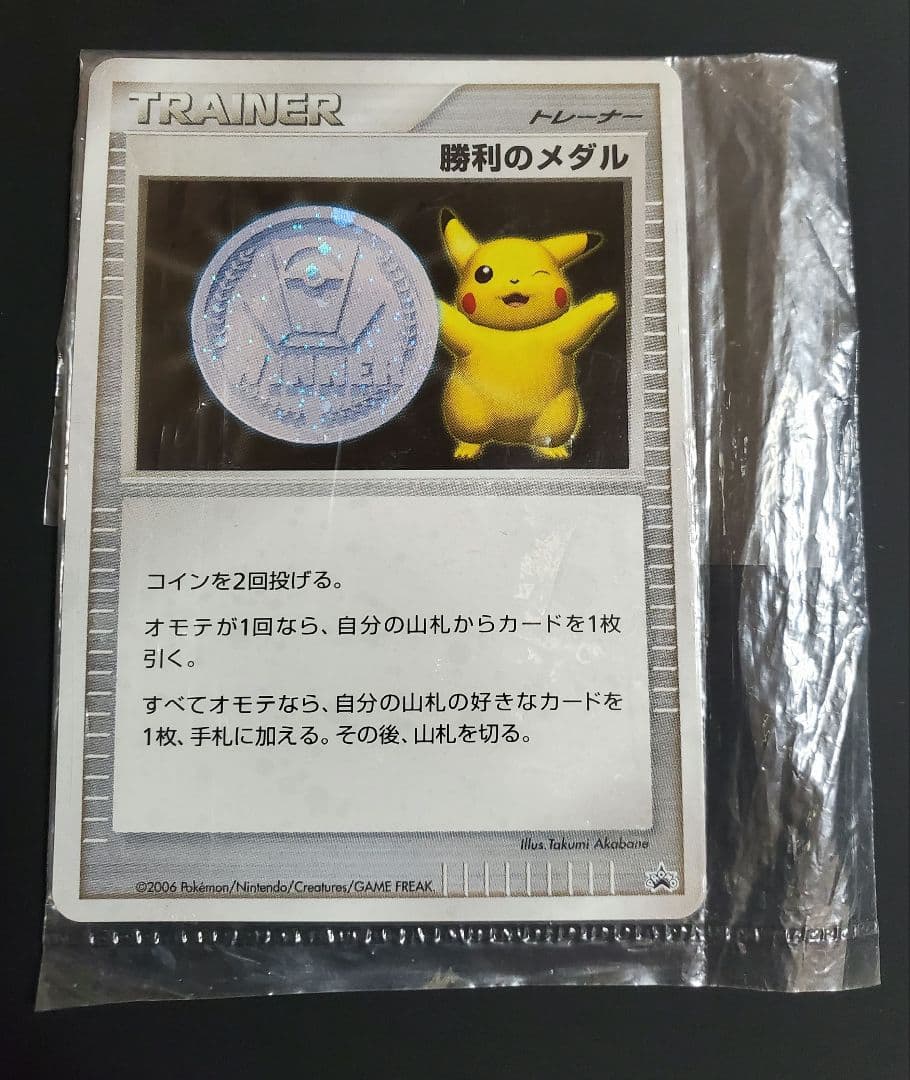 TRAINER
トレーナー
勝利のメダル
WINNER
コインを2回投げる。
オモテが1回なら、自分の山札からカードを1枚
引く。
すべてオモテなら、自分の山札の好きなカードを
1枚、手札に加える。その後、山札を切る。
Illus. Takumi Akabane
©2006 Pokémon/Nintendo/Creatures/GAME FREAK.